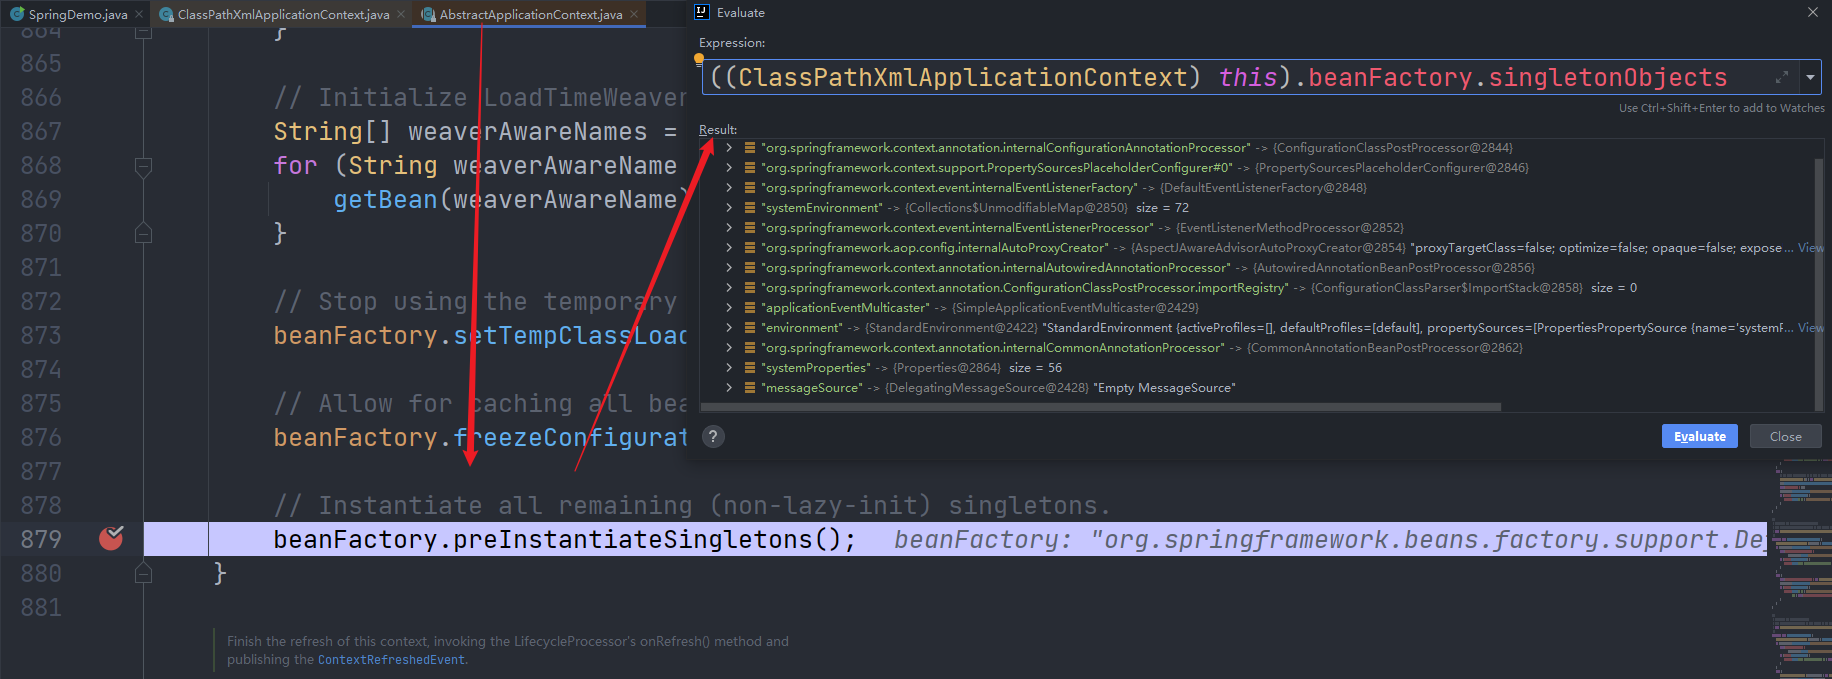 SpringDemo.java
ClassPathXmlApplicationContext.java
AbstractApplicationContext.java
864 }
865
866 // Initialize LoadTimeWeaver
867 String[] weaverAwareNames =
868 for (String weaverAwareName
869 getBean(weaverAwareName)
870 }
871
872 // Stop using the temporary
873 beanFactory.setTempClassLoad
874
875 // Allow for caching all bea
876 beanFactory.freezeConfigurat
877
878 // Instantiate all remaining (non-lazy-init) singletons.
879 beanFactory.preInstantiateSingletons(); beanFactory: "org.springframework.beans.factory.support.De
880 }
881
Finish the refresh of this context, invoking the LifecycleProcessor's onRefresh() method and
publishing the ContextRefreshedEvent.
Evaluate
Expression:
((ClassPathXmlApplicationContext) this).beanFactory.singletonObjects
Use Ctrl+Shift+Enter to add to Watches
Result:
"org.springframework.context.annotation.internalConfigurationAnnotationProcessor" -> {ConfigurationClassPostProcessor@2844}
"org.springframework.context.support.PropertySourcesPlaceholderConfigurer#0" -> {PropertySourcesPlaceholderConfigurer@2846}
"org.springframework.context.event.internalEventListenerFactory" -> {DefaultEventListenerFactory@2848}
"systemEnvironment" -> {Collections$UnmodifiableMap@2850} size = 72
"org.springframework.context.event.internalEventListenerProcessor" -> {EventListenerMethodProcessor@2852}
"org.springframework.aop.config.internalAutoProxyCreator" -> {AspectJAwareAdvisorAutoProxyCreator@2854} "proxyTargetClass=false; optimize=false; opaque=false; expose... View
"org.springframework.context.annotation.internalAutowiredAnnotationProcessor" -> {AutowiredAnnotationBeanPostProcessor@2856}
"org.springframework.context.annotation.ConfigurationClassPostProcessor.importRegistry" -> {ConfigurationClassParser$ImportStack@2858} size = 0
"applicationEventMulticaster" -> {SimpleApplicationEventMulticaster@2429}
"environment" -> {StandardEnvironment@2422} "StandardEnvironment {activeProfiles=[], defaultProfiles=[default], propertySources=[PropertiesPropertySource {name='systemF... View
"org.springframework.context.annotation.internalCommonAnnotationProcessor" -> {CommonAnnotationBeanPostProcessor@2862}
"systemProperties" -> {Properties@2864} size = 56
"messageSource" -> {DelegatingMessageSource@2428} "Empty MessageSource"
?
Evaluate
Close